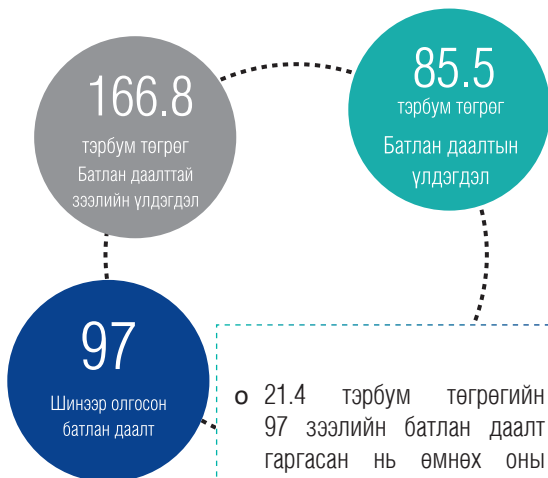 166.8
тэрбум төгрөг
Батлан даалттай
зээлийн үлдэгдэл
85.5
тэрбум төгрөг
Батлан даалтын
үлдэгдэл
97
Шинээр олгосон
батлан даалт
o 21.4 тэрбум төгрөгийн
97 зээлийн батлан даалт
гаргасан нь өмнөх оны